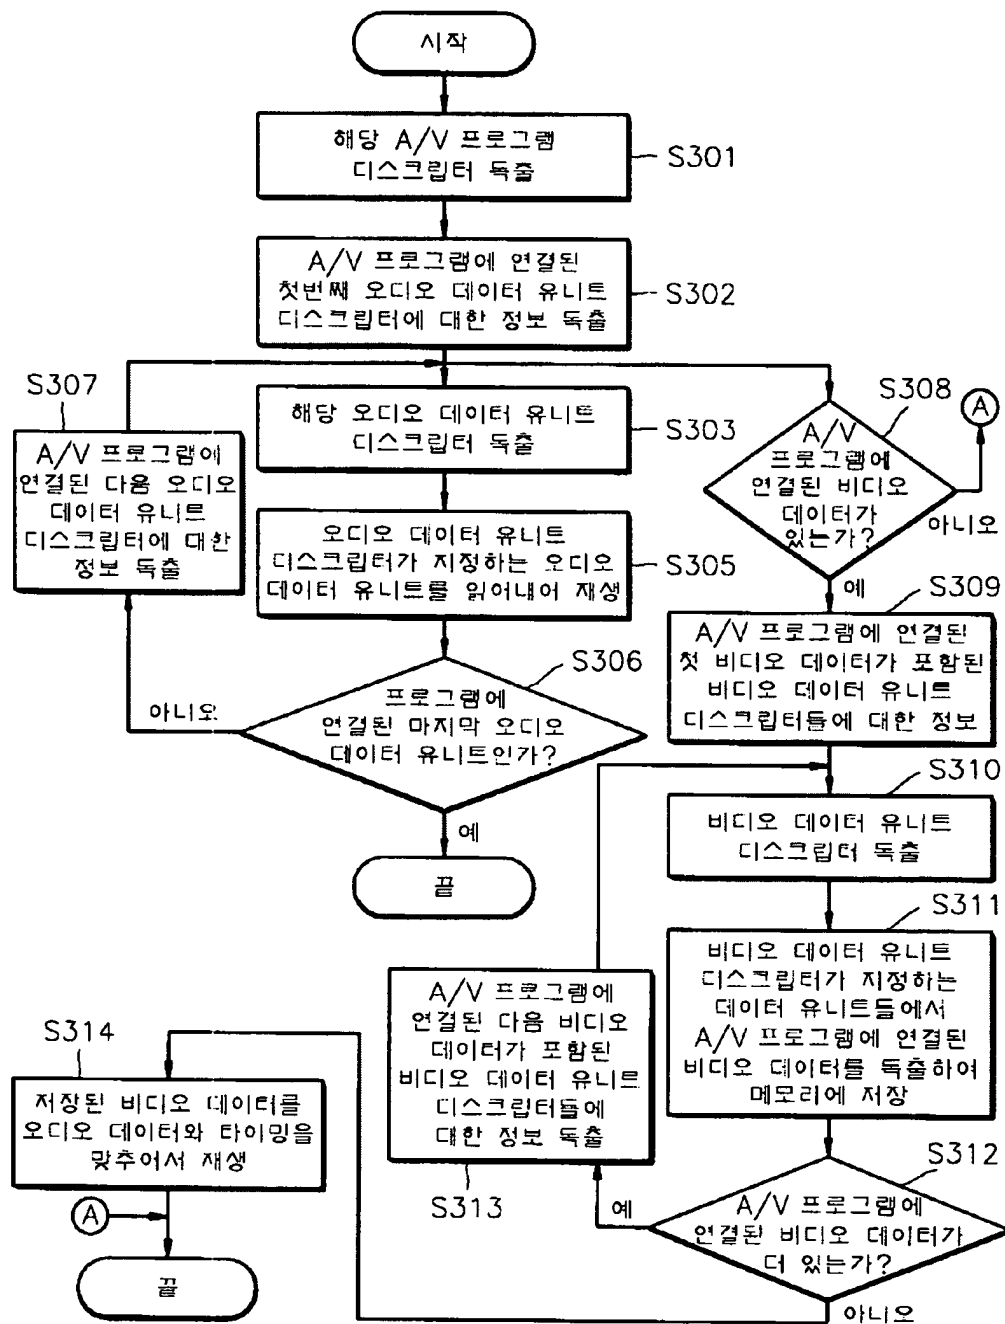 시작
해당 A/V 프로그램
디스크립터 독출
S301
A/V 프로그램에 연결된
첫번째 오디오 데이터 유니트
디스크립터에 대한 정보 독출
S302
S307
A/V 프로그램에
연결된 다음 오디오
데이터 유니트
디스크립터에 대한
정보 독출
해당 오디오 데이터 유니트
디스크립터 독출
S303
S308
A/V
프로그램에
연결된 비디오
데이터가
있는가?
A
아니오
예
오디오 데이터 유니트
디스크립터가 지정하는 오디오
데이터 유니트를 읽어내어 재생
S305
S306
프로그램에
연결된 마지막 오디오
데이터 유니트인가?
아니오
예
끝
S309
A/V 프로그램에 연결된
첫 비디오 데이터가 포함된
비디오 데이터 유니트
디스크립터들에 대한 정보
S310
비디오 데이터 유니트
디스크립터 독출
S311
비디오 데이터 유니트
디스크립터가 지정하는
데이터 유니트들에서
A/V 프로그램에 연결된
비디오 데이터를 독출하여
메모리에 저장
A/V 프로그램에
연결된 다음 비디오
데이터가 포함된
비디오 데이터 유니트
디스크립터들에
대한 정보 독출
S313
S312
A/V 프로그램에
연결된 비디오 데이터가
더 있는가?
예
아니오
S314
저장된 비디오 데이터를
오디오 데이터와 타이밍을
맞추어서 재생
A
끝